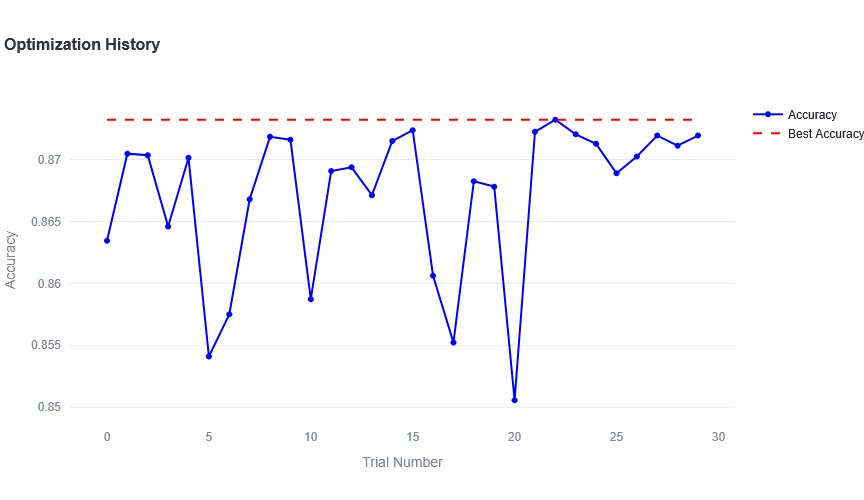 Optimization History
Accuracy
Best Accuracy
0.87
0.865
0.86
0.855
0.85
Accuracy
0 5 10 15 20 25 30
Trial Number